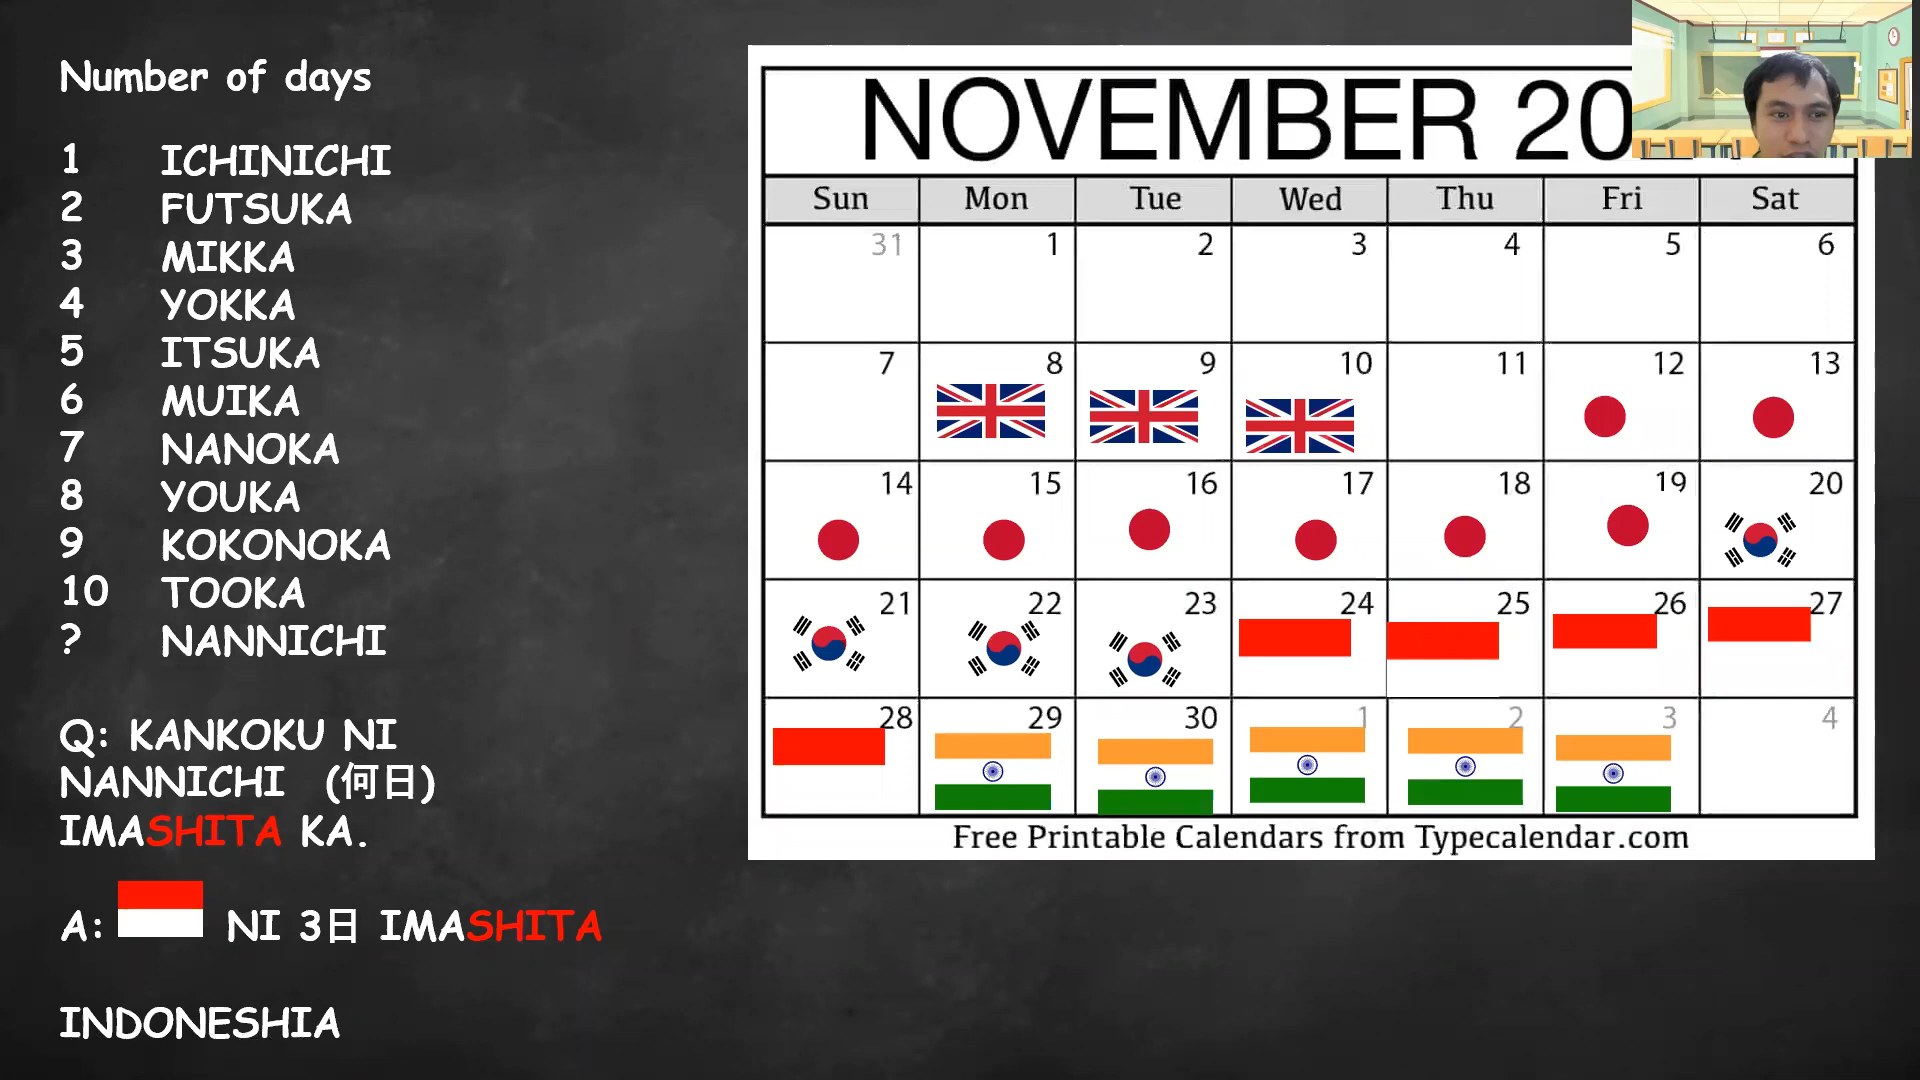 Number of days
1 ICHINICHI
2 FUTSUKA
3 MIKKA
4 YOKKA
5 ITSUKA
6 MUIKA
7 NANOKA
8 YOUKA
9 KOKONOKA
10 TOOKA
? NANNICHI
Q: KANKOKU NI
NANNICHI (何日)
IMASHITA KA.
A: NI 3日 IMASHITA
INDONESHIA
NOVEMBER 20
Sun Mon Tue Wed Thu Fri Sat
31 1 2 3 4 5 6
7 8 9 10 11 12 13
14 15 16 17 18 19 20
21 22 23 24 25 26 27
28 29 30 1 2 3 4
Free Printable Calendars from Typecalendar.com